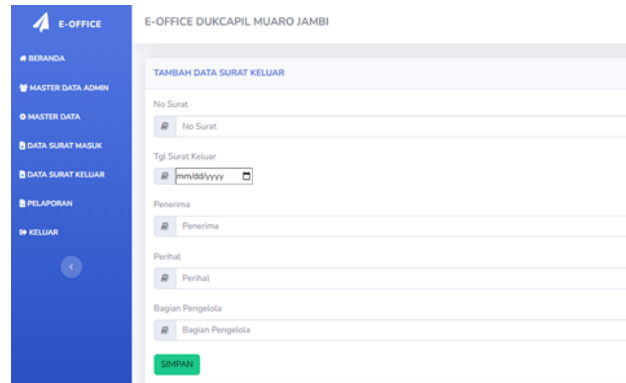 E-OFFICE
E-OFFICE DUKCAPIL MUARO JAMBI
BERANDA
MASTER DATA ADMIN
MASTER DATA
DATA SURAT MASUK
DATA SURAT KELUAR
PELAPORAN
KELUAR
TAMBAH DATA SURAT KELUAR
No Surat
No Surat
Tgl Surat Keluar
mm/dd/yyyy
Penerima
Penerima
Perihal
Perihal
Bagian Pengelola
Bagian Pengelola
SIMPAN